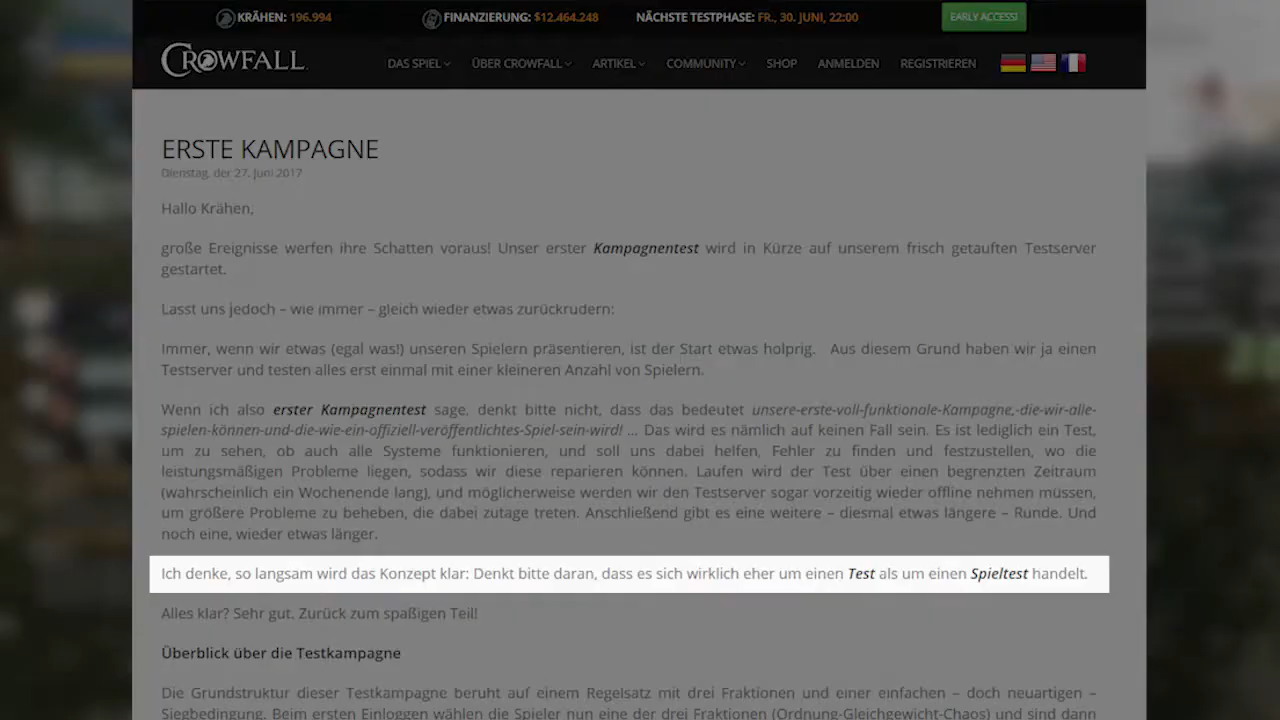 KRÄHEN: 196.994 FINANZIERUNG: $12.464.248 NÄCHSTE TESTPHASE: FR., 30. JUNI, 22:00 EARLY ACCESS!
CROWFALL DAS SPIEL ÜBER CROWFALL ARTIKEL COMMUNITY SHOP ANMELDEN REGISTRIEREN
ERSTE KAMPAGNE
Dienstag, der 27. Juni 2017
Hallo Krähen,
große Ereignisse werfen ihre Schatten voraus! Unser erster Kampagnentest wird in Kürze auf unserem frisch getauften Testserver
gestartet.
Lasst uns jedoch – wie immer – gleich wieder etwas zurückrudern:
Immer, wenn wir etwas (egal was!) unseren Spielern präsentieren, ist der Start etwas holprig. Aus diesem Grund haben wir ja einen
Testserver und testen alles erst einmal mit einer kleineren Anzahl von Spielern.
Wenn ich also erster Kampagnentest sage, denkt bitte nicht, dass das bedeutet unsere-erste-voll-funktionale-Kampagne,-die-wir-alle-
spielen-können-und-die-wie-ein-offiziell-veröffentlichtes-Spiel-sein-wird! ... Das wird es nämlich auf keinen Fall sein. Es ist lediglich ein Test,
um zu sehen, ob auch alle Systeme funktionieren, und soll uns dabei helfen, Fehler zu finden und festzustellen, wo die
leistungsmäßigen Probleme liegen, sodass wir diese reparieren können. Laufen wird der Test über einen begrenzten Zeitraum
(wahrscheinlich ein Wochenende lang), und möglicherweise werden wir den Testserver sogar vorzeitig wieder offline nehmen müssen,
um größere Probleme zu beheben, die dabei zutage treten. Anschließend gibt es eine weitere – diesmal etwas längere – Runde. Und
noch eine, wieder etwas länger.
Ich denke, so langsam wird das Konzept klar: Denkt bitte daran, dass es sich wirklich eher um einen Test als um einen Spieltest handelt.
Alles klar? Sehr gut. Zurück zum spaßigen Teil!
Überblick über die Testkampagne
Die Grundstruktur dieser Testkampagne beruht auf einem Regelsatz mit drei Fraktionen und einer einfachen – doch neuartigen –
Siegbedingung. Beim ersten Einloggen wählen die Spieler nun eine der drei Fraktionen (Ordnung-Gleichgewicht-Chaos) und sind dann